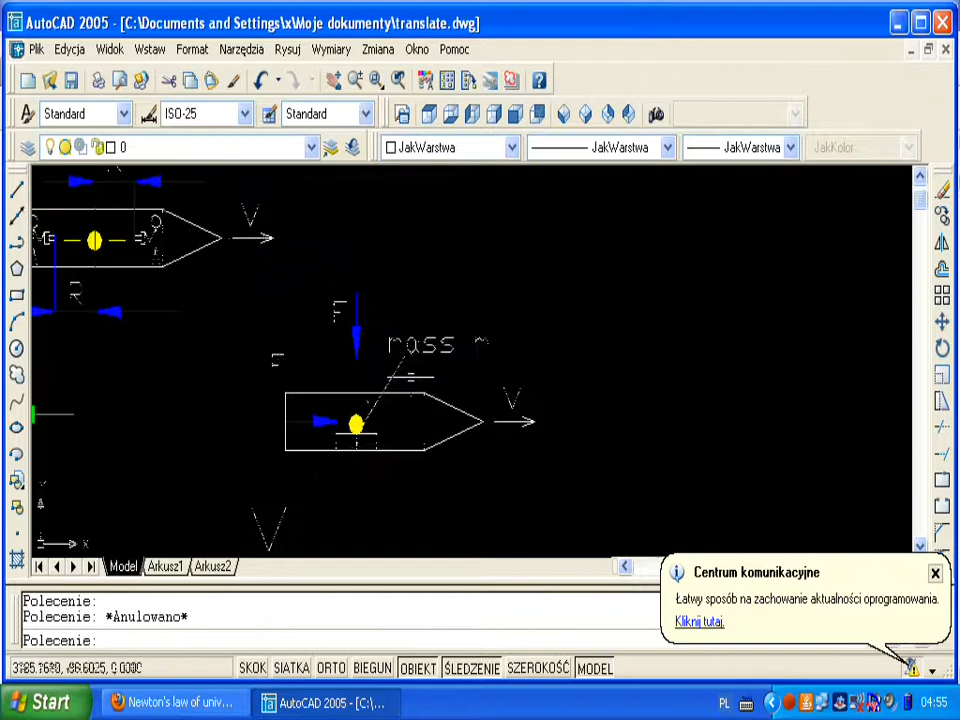 AutoCAD 2005 - [C:\Documents and Settings\x\Moje dokumenty\translate.dwg]
Plik Edycja Widok Wstaw Format Narzędzia Rysuj Wymiary Zmiana Okno Pomoc
Standard ISO-25 Standard
0 JakWarstwa JakWarstwa JakWarstwa JakKolor
V
R
F
mass m
F
V
V
X
Model Arkusz1 Arkusz2
Polecenie:
Polecenie: *Anulowano*
Polecenie:
Centrum komunikacyjne
Łatwy sposób na zachowanie aktualności oprogramowania.
Kliknij tutaj.
SKOK SIATKA ORTO BIEGUN OBIEKT ŚLEDZENIE SZEROKOŚĆ MODEL
Start Newton's law of univ... AutoCAD 2005 - [C:\... PL 04:55